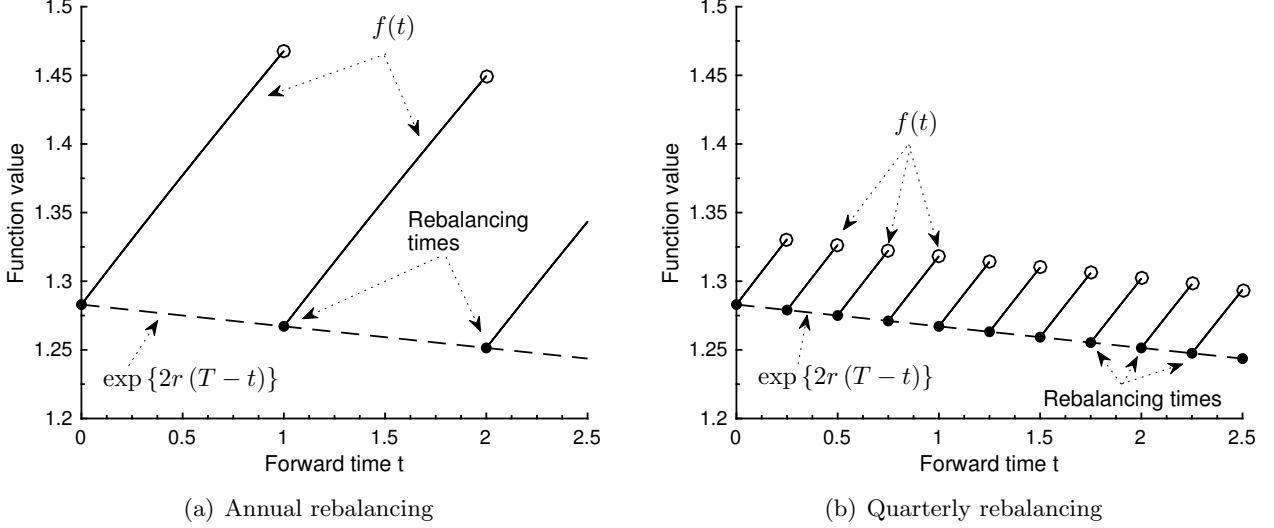 1.5
1.45
1.4
1.35
1.3
1.25
1.2
Function value
f(t)
Rebalancing
times
exp {2r (T − t)}
0 0.5 1 1.5 2 2.5
Forward time t
(a) Annual rebalancing
1.5
1.45
1.4
1.35
1.3
1.25
1.2
Function value
f(t)
exp {2r (T − t)}
Rebalancing times
0 0.5 1 1.5 2 2.5
Forward time t
(b) Quarterly rebalancing